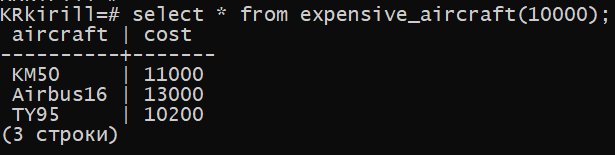 KRkirill=# select * from expensive_aircraft(10000);
 aircraft | cost
----------+-------
 KM50     | 11000
 Airbus16 | 13000
 TY95     | 10200
(3 строки)